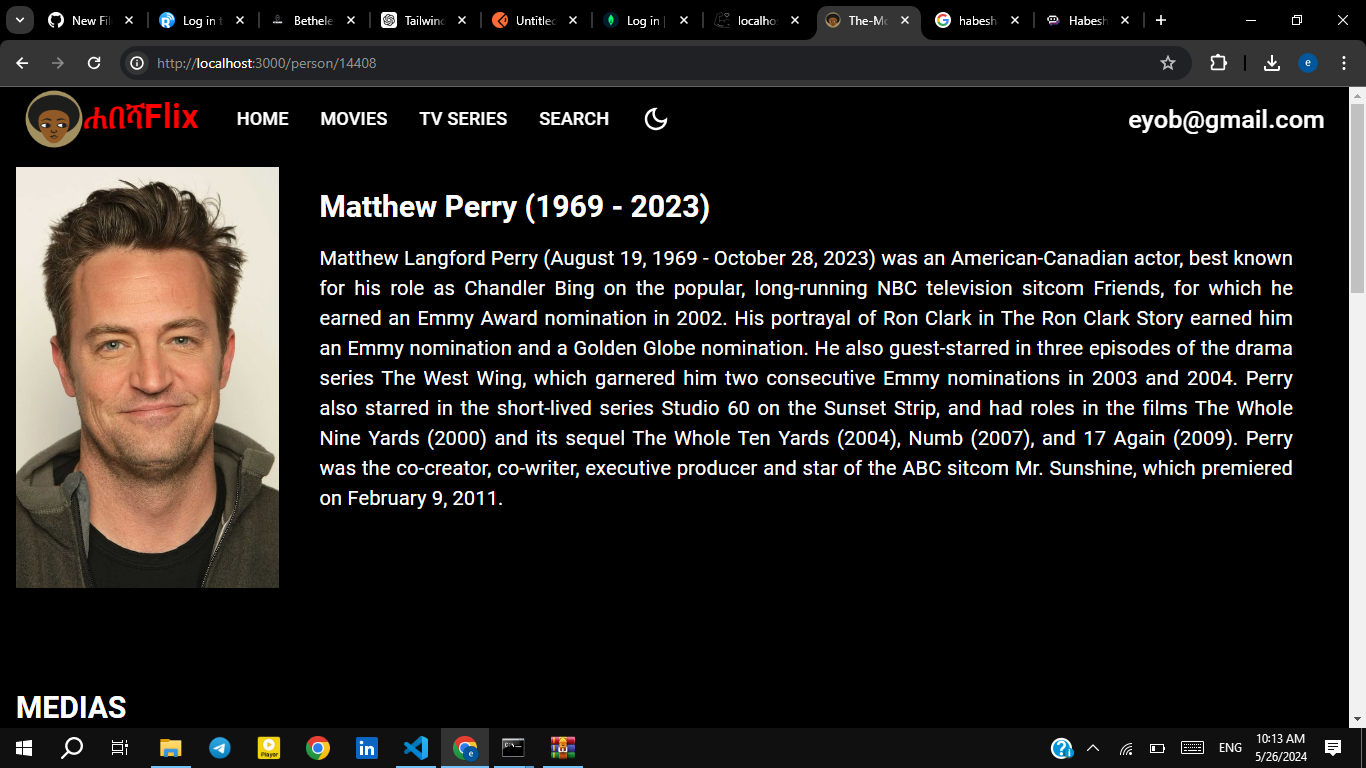 New Fil
Log in t
Bethele
Tailwind
Untitled
Log in |
localho
The-Mo
habesh
Habesh
http://localhost:3000/person/14408
e
ሐበሻFlix
HOME
MOVIES
TV SERIES
SEARCH
eyob@gmail.com
Matthew Perry (1969 - 2023)
Matthew Langford Perry (August 19, 1969 - October 28, 2023) was an American-Canadian actor, best known
for his role as Chandler Bing on the popular, long-running NBC television sitcom Friends, for which he
earned an Emmy Award nomination in 2002. His portrayal of Ron Clark in The Ron Clark Story earned him
an Emmy nomination and a Golden Globe nomination. He also guest-starred in three episodes of the drama
series The West Wing, which garnered him two consecutive Emmy nominations in 2003 and 2004. Perry
also starred in the short-lived series Studio 60 on the Sunset Strip, and had roles in the films The Whole
Nine Yards (2000) and its sequel The Whole Ten Yards (2004), Numb (2007), and 17 Again (2009). Perry
was the co-creator, co-writer, executive producer and star of the ABC sitcom Mr. Sunshine, which premiered
on February 9, 2011.
MEDIAS
Player
ENG
10:13 AM
5/26/2024